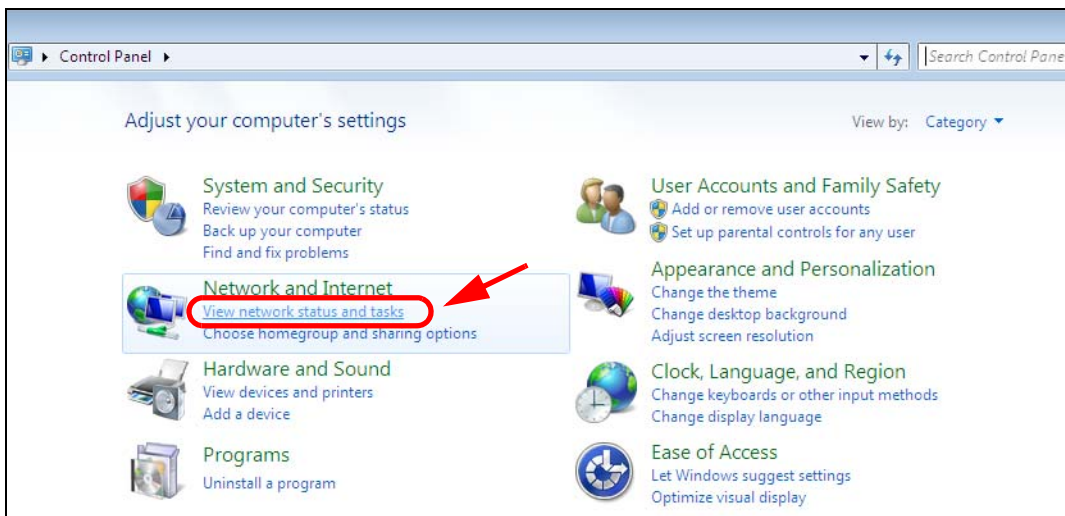 Control Panel
Search Control Pane
Adjust your computer's settings
View by: Category
System and Security
Review your computer's status
Back up your computer
Find and fix problems
Network and Internet
View network status and tasks
Choose homegroup and sharing options
Hardware and Sound
View devices and printers
Add a device
Programs
Uninstall a program
User Accounts and Family Safety
Add or remove user accounts
Set up parental controls for any user
Appearance and Personalization
Change the theme
Change desktop background
Adjust screen resolution
Clock, Language, and Region
Change keyboards or other input methods
Change display language
Ease of Access
Let Windows suggest settings
Optimize visual display